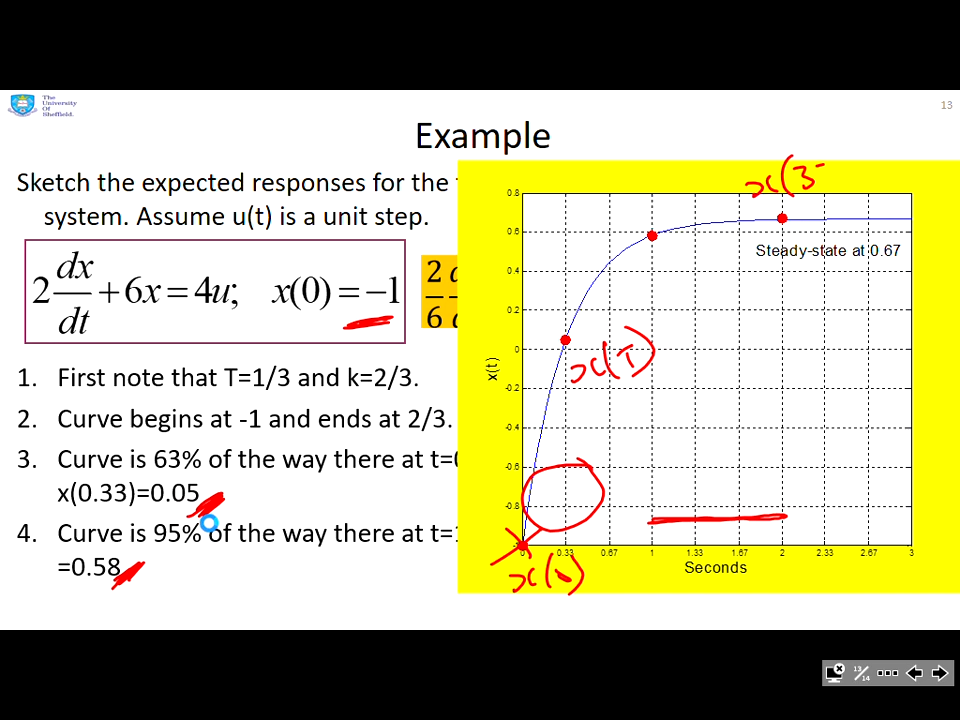 The
University
Of
Sheffield.
13
Example
Sketch the expected responses for the
system. Assume u(t) is a unit step.
2 dx/dt + 6x = 4u; x(0) = −1
2
6
1. First note that T=1/3 and k=2/3.
2. Curve begins at -1 and ends at 2/3.
3. Curve is 63% of the way there at t=
x(0.33)=0.05
4. Curve is 95% of the way there at t=
=0.58
x(3
0.8
0.6
0.4
0.2
0
-0.2
-0.4
-0.6
-0.8
-1
x(t)
Steady-state at 0.67
x(T)
0 0.33 0.67 1 1.33 1.67 2 2.33 2.67 3
Seconds
x(0)
13/14